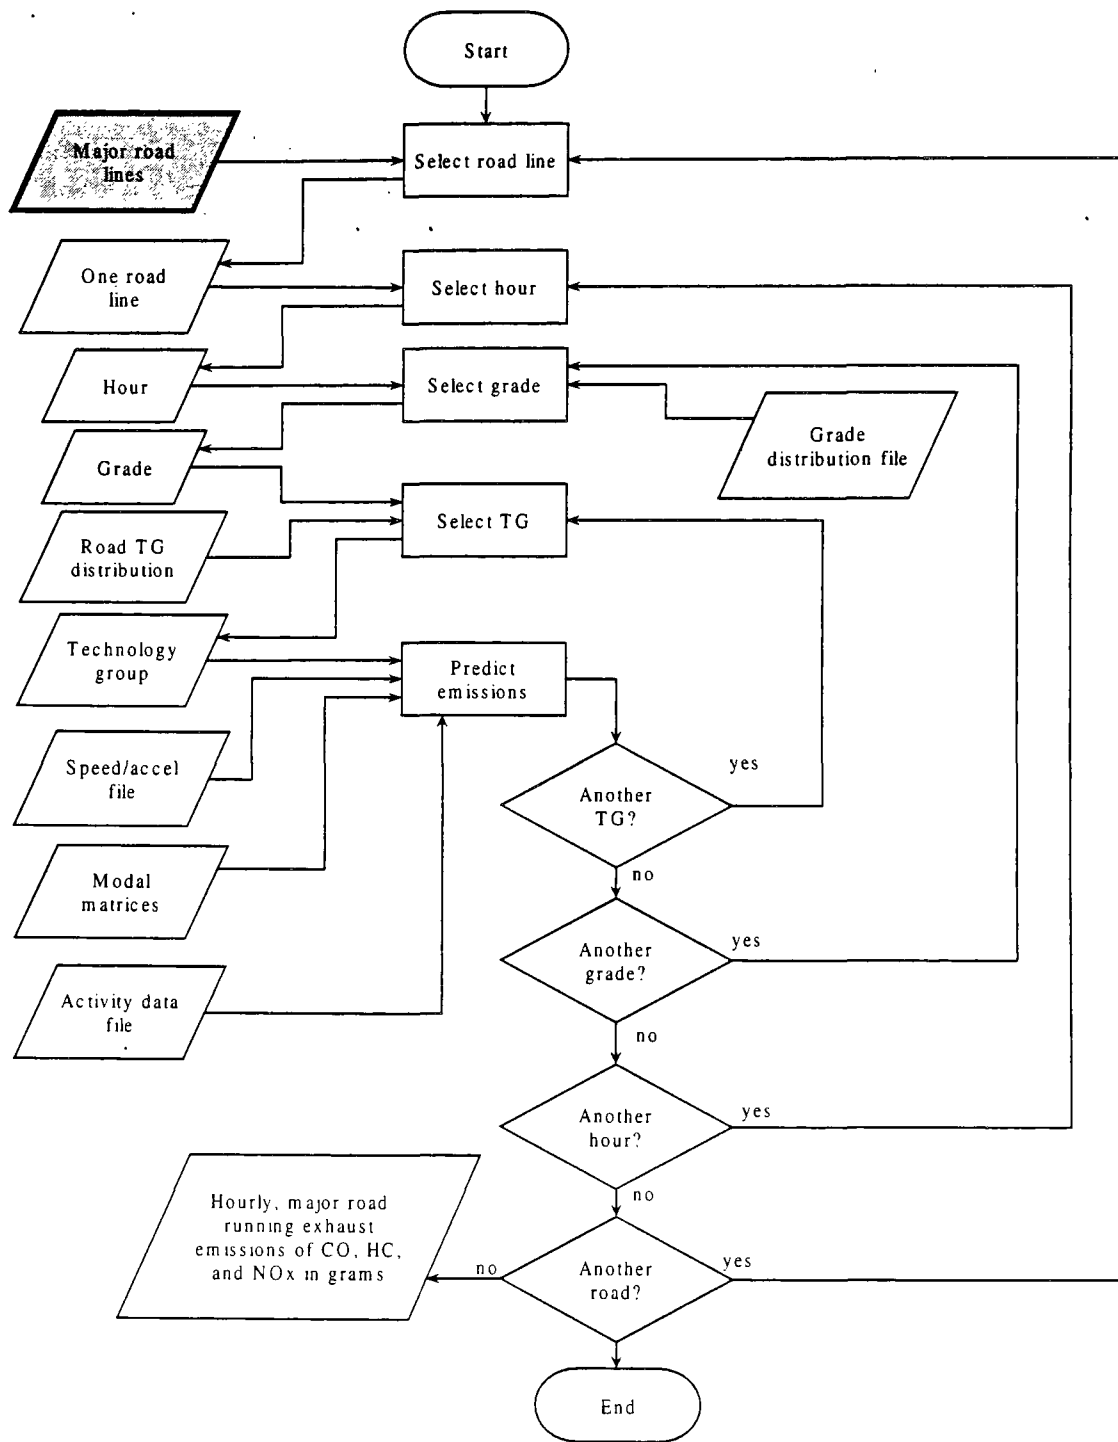 Start
Major road
lines
Select road line
One road
line
Select hour
Hour
Select grade
Grade
distribution file
Grade
Road TG
distribution
Select TG
Technology
group
Predict
emissions
Speed/accel
file
yes
Another
TG?
no
Modal
matrices
yes
Another
grade?
Activity data
file
no
yes
Another
hour?
no
Hourly, major road
running exhaust
emissions of CO, HC,
and NOx in grams
no
yes
Another
road?
End